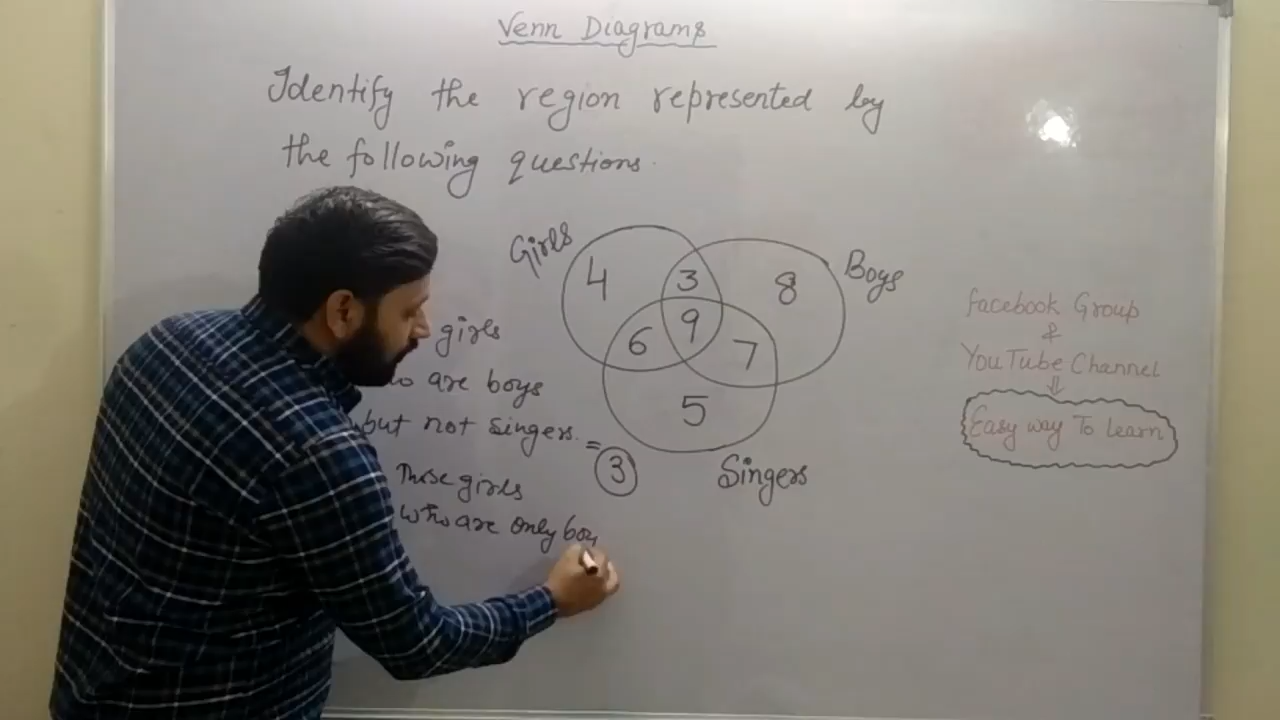 Venn Diagrams
Identify the region represented by
the following questions.
Girls
Boys
4 3 8
9
6 7
5
Singers
girls
who are boys
but not singers. = 3
Those girls
who are only boy
facebook Group
&
YouTube Channel
⇓
Easy way To Learn